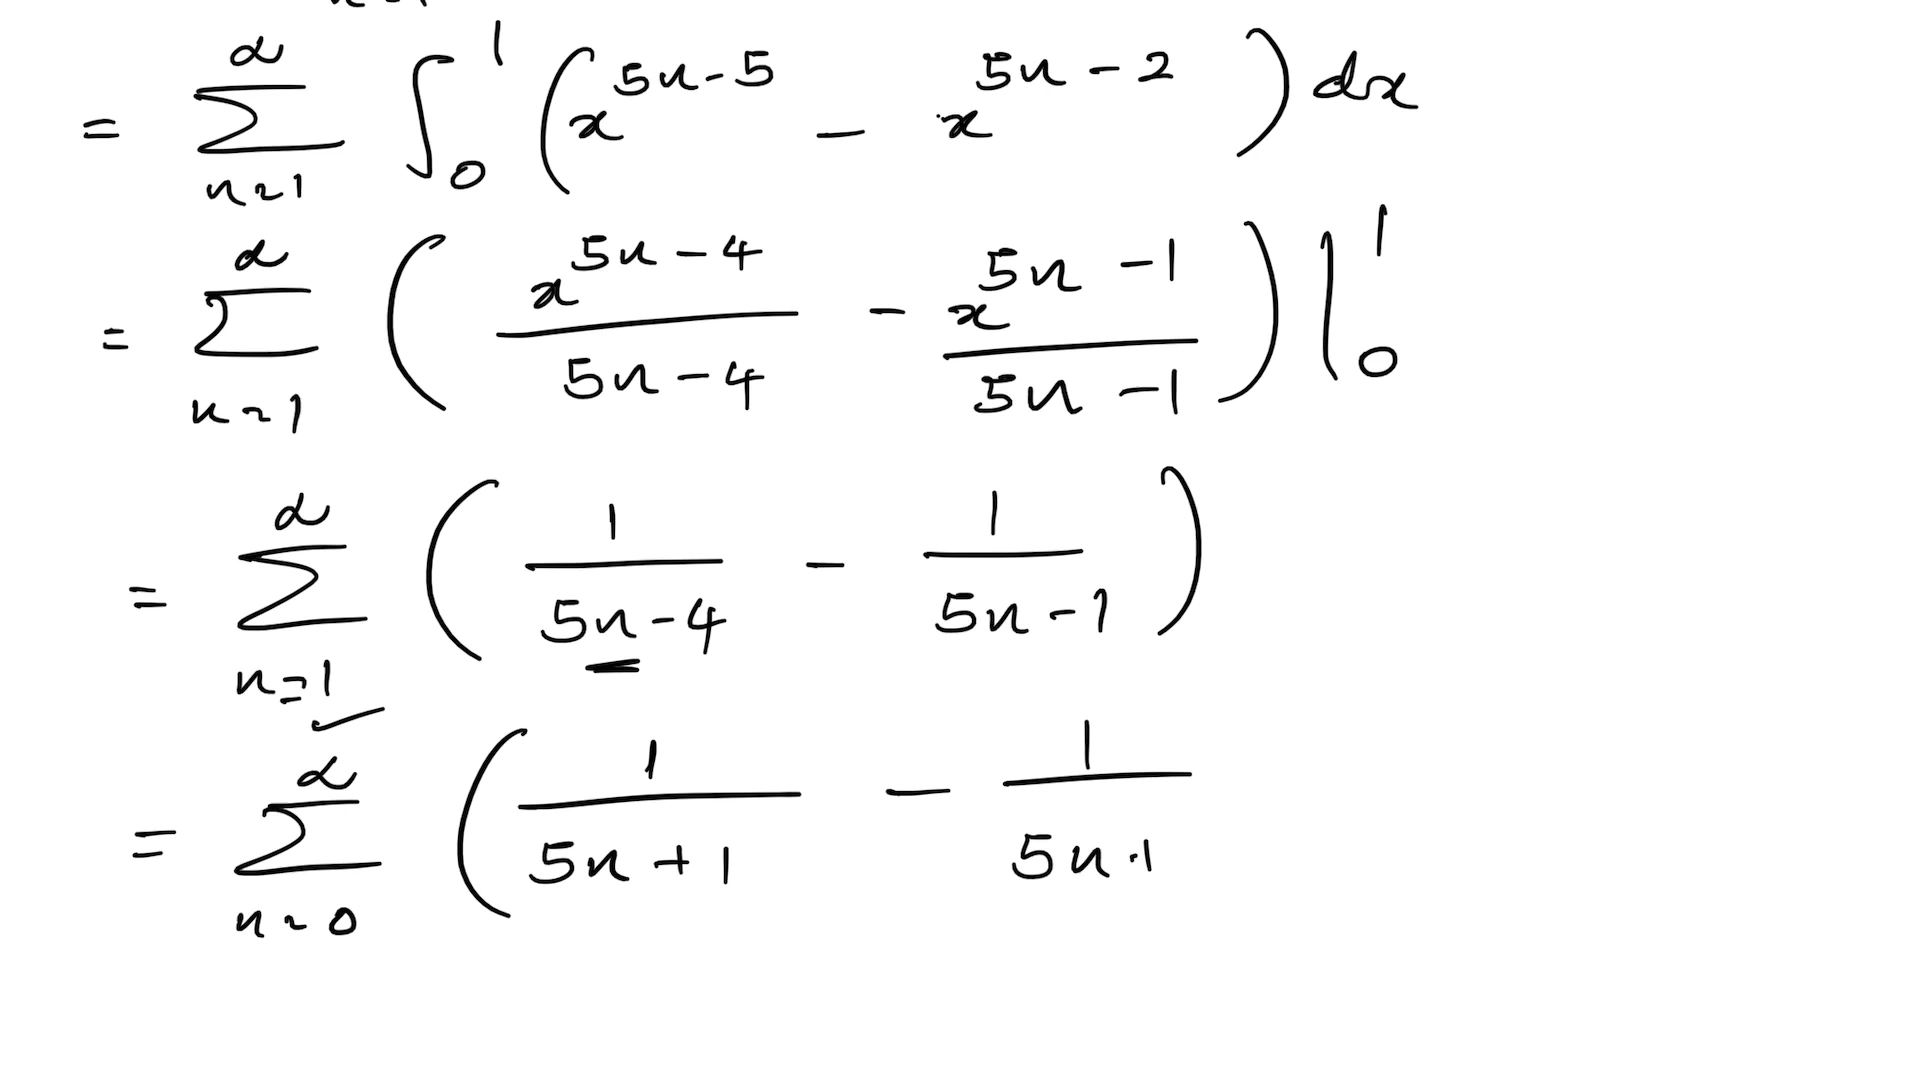 = ∑_{n=1}^{∞} ∫_0^1 (x^{5n-5} - x^{5n-2}) dx
= ∑_{n=1}^{∞} (x^{5n-4}/(5n-4) - x^{5n-1}/(5n-1)) |_0^1
= ∑_{n=1}^{∞} (1/(5n-4) - 1/(5n-1))
= ∑_{n=0}^{∞} (1/(5n+1) - 1/(5n